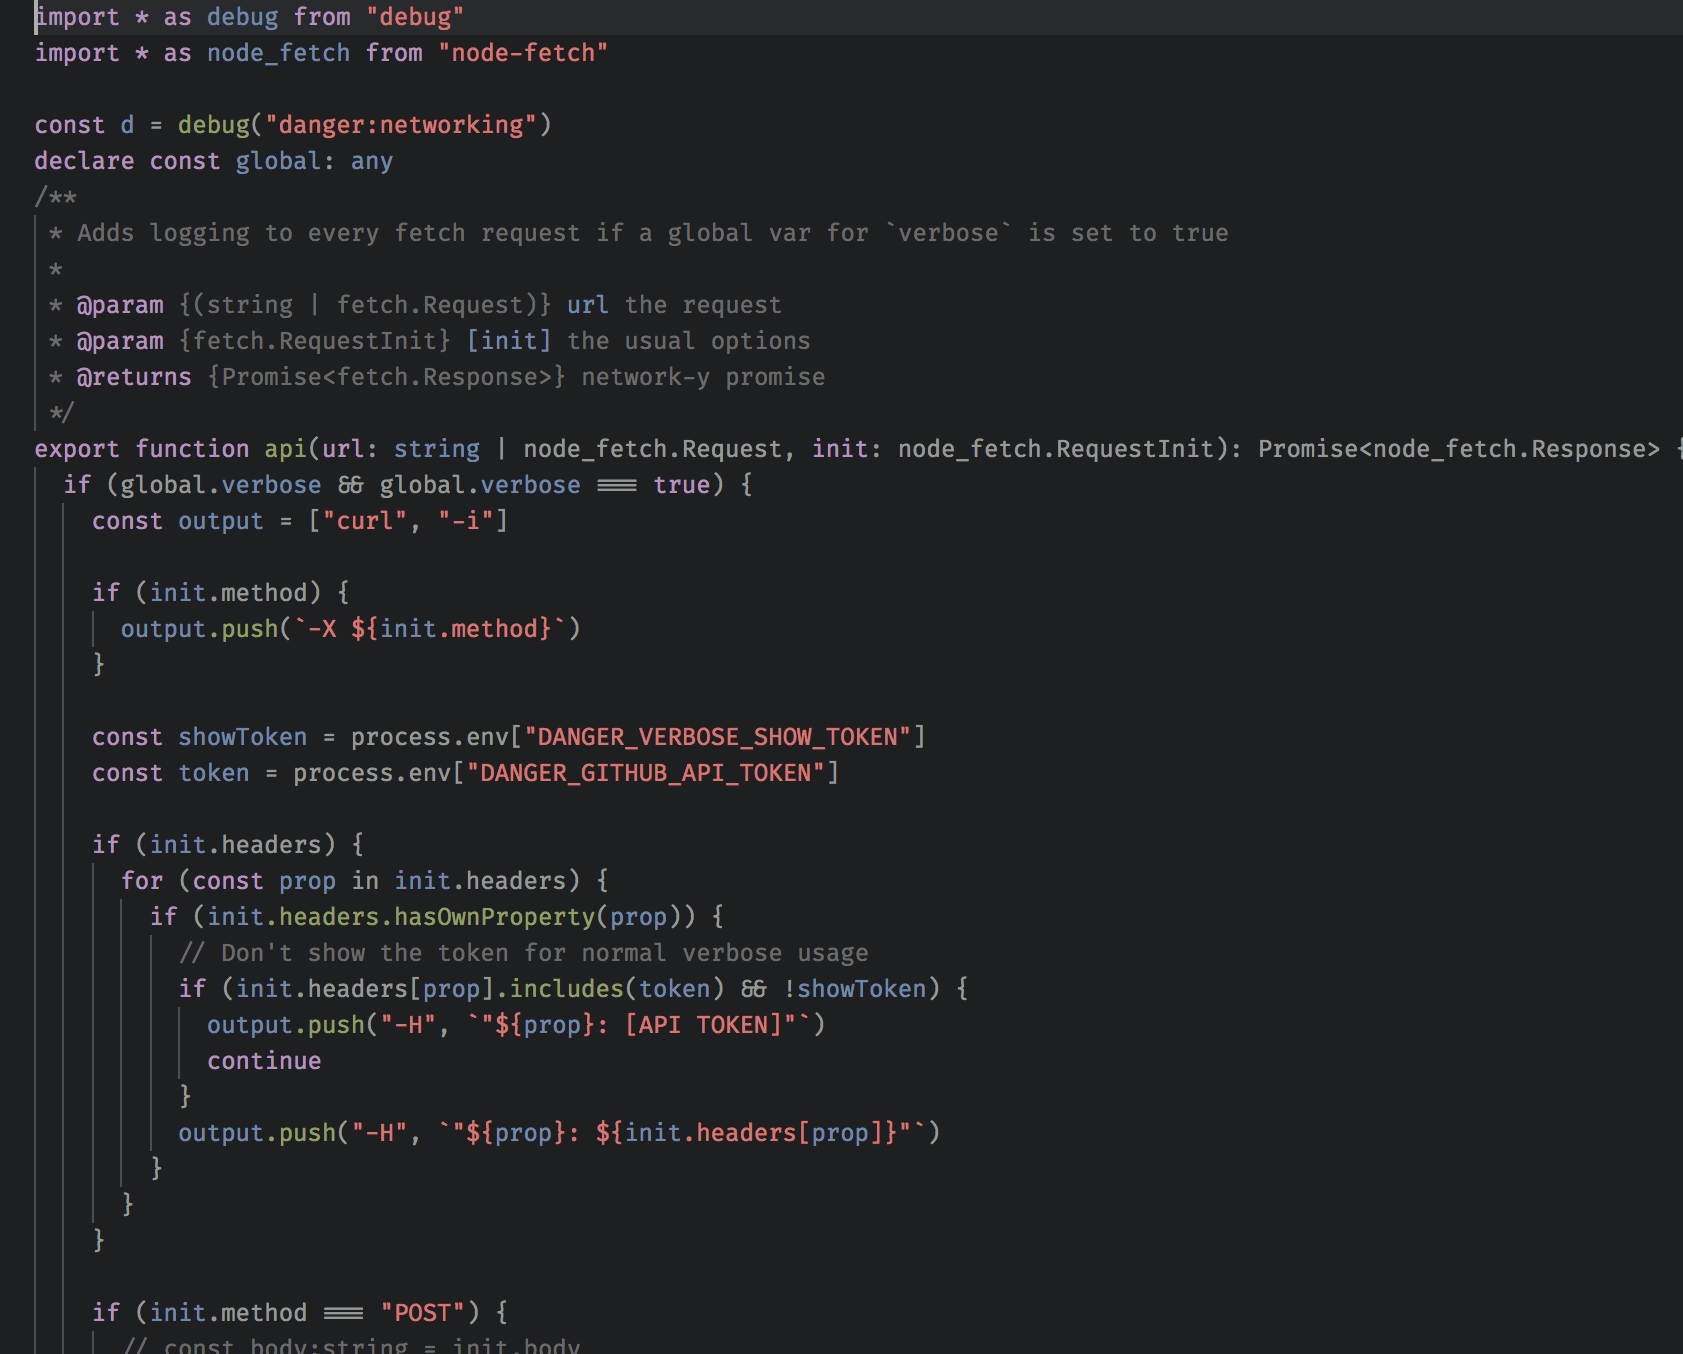 import * as debug from "debug"
import * as node_fetch from "node-fetch"
const d = debug("danger:networking")
declare const global: any
/**
* Adds logging to every fetch request if a global var for `verbose` is set to true
*
* @param {(string | fetch.Request)} url the request
* @param {fetch.RequestInit} [init] the usual options
* @returns {Promise<fetch.Response>} network-y promise
*/
export function api(url: string | node_fetch.Request, init: node_fetch.RequestInit): Promise<node_fetch.Response> {
if (global.verbose && global.verbose === true) {
const output = ["curl", "-i"]
if (init.method) {
output.push(`-X ${init.method}`)
}
const showToken = process.env["DANGER_VERBOSE_SHOW_TOKEN"]
const token = process.env["DANGER_GITHUB_API_TOKEN"]
if (init.headers) {
for (const prop in init.headers) {
if (init.headers.hasOwnProperty(prop)) {
// Don't show the token for normal verbose usage
if (init.headers[prop].includes(token) && !showToken) {
output.push("-H", `"${prop}: [API TOKEN]"`)
continue
}
output.push("-H", `"${prop}: ${init.headers[prop]}"`)
}
}
}
if (init.method === "POST") {
// const body:string = init.body